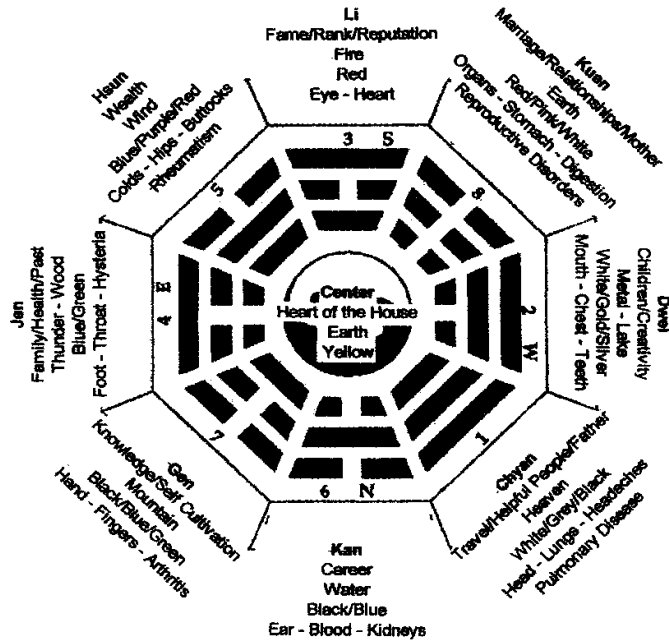 Li
Fame/Rank/Reputation
Fire
Red
Eye - Heart
Kuen
Marriage/Relationships/Mother
Earth
Red/Pink/White
Organs - Stomach - Digestion
Reproductive Disorders
Dwei
Children/Creativity
Metal - Lake
White/Gold/Silver
Mouth - Chest - Teeth
Chyan
Travel/Helpful People/Father
Heaven
White/Grey/Black
Head - Lungs - Headaches
Pulmonary Disease
Kan
Career
Water
Black/Blue
Ear - Blood - Kidneys
Gen
Knowledge/Self Cultivation
Mountain
Black/Blue/Green
Hand - Fingers - Arthritis
Jen
Family/Health/Past
Thunder - Wood
Blue/Green
Foot - Throat - Hysteria
Hsun
Wealth
Wind
Blue/Purple/Red
Colds - Hips - Buttocks
Rheumatism
3 S
8
2 W
1
6 N
7
4 E
5
Center
Heart of the House
Earth
Yellow